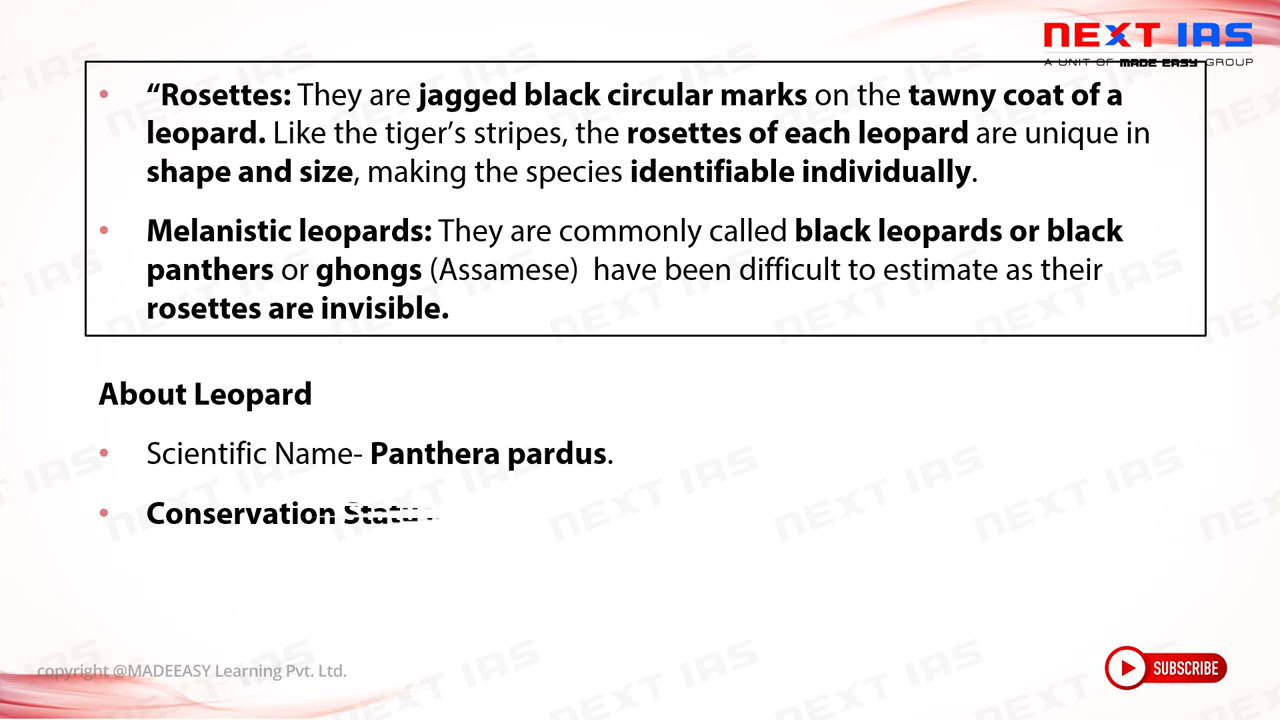 NEXT IAS
A UNIT OF MADE EASY GROUP
• “Rosettes: They are jagged black circular marks on the tawny coat of a
leopard. Like the tiger’s stripes, the rosettes of each leopard are unique in
shape and size, making the species identifiable individually.
• Melanistic leopards: They are commonly called black leopards or black
panthers or ghongs (Assamese) have been difficult to estimate as their
rosettes are invisible.
About Leopard
• Scientific Name- Panthera pardus.
• Conservation Status
copyright @MADEEASY Learning Pvt. Ltd.
SUBSCRIBE